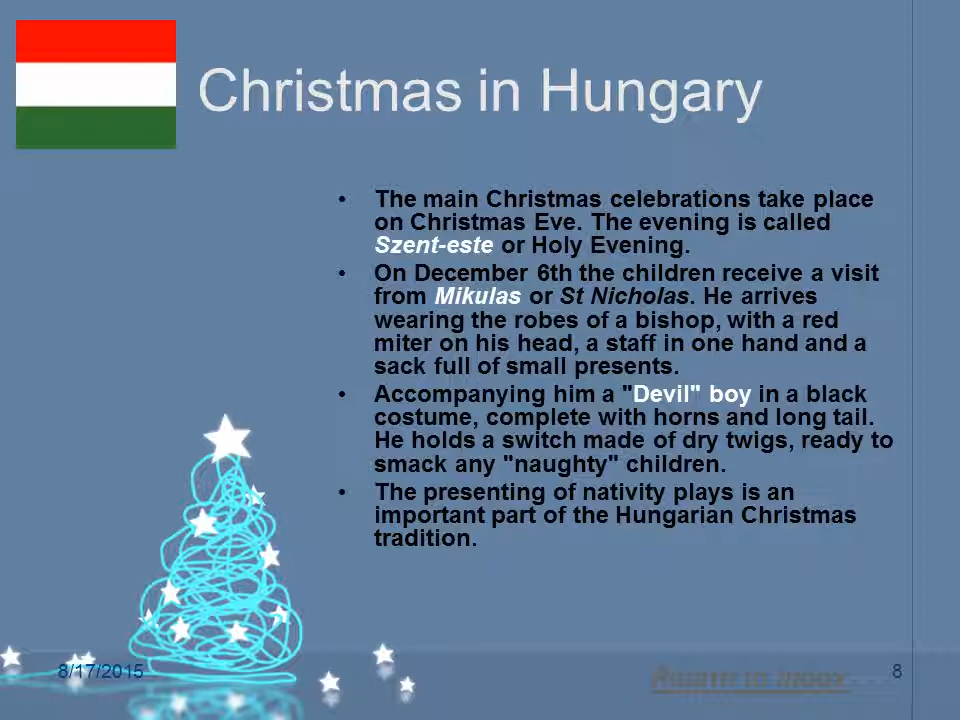 Christmas in Hungary
• The main Christmas celebrations take place
on Christmas Eve. The evening is called
Szent-este or Holy Evening.
• On December 6th the children receive a visit
from Mikulas or St Nicholas. He arrives
wearing the robes of a bishop, with a red
miter on his head, a staff in one hand and a
sack full of small presents.
• Accompanying him a "Devil" boy in a black
costume, complete with horns and long tail.
He holds a switch made of dry twigs, ready to
smack any "naughty" children.
• The presenting of nativity plays is an
important part of the Hungarian Christmas
tradition.
8/17/2015
Return to Index
8